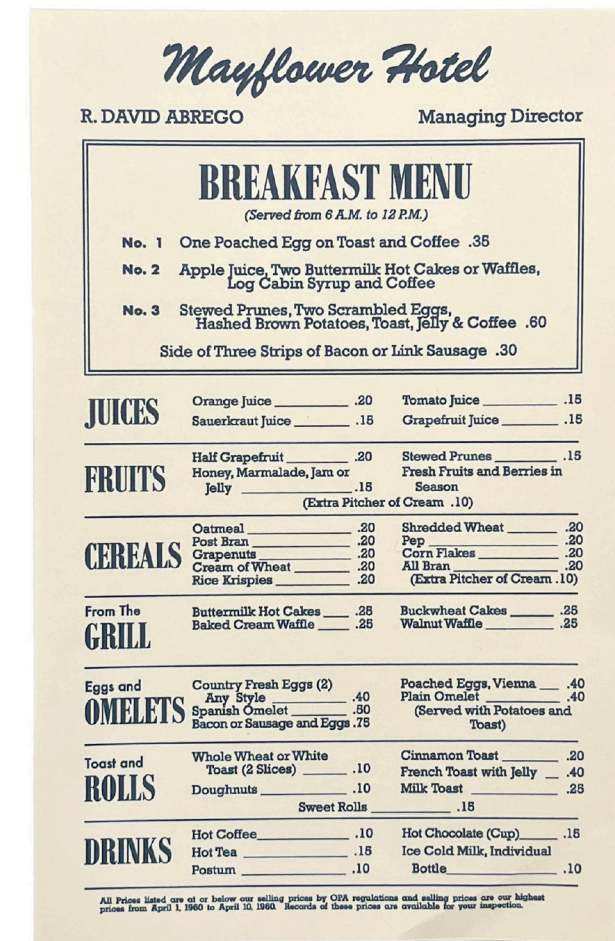 Mayflower Hotel
R. DAVID ABREGO Managing Director
BREAKFAST MENU
(Served from 6 A.M. to 12 P.M.)
No. 1 One Poached Egg on Toast and Coffee .35
No. 2 Apple Juice, Two Buttermilk Hot Cakes or Waffles,
Log Cabin Syrup and Coffee
No. 3 Stewed Prunes, Two Scrambled Eggs,
Hashed Brown Potatoes, Toast, Jelly & Coffee .60
Side of Three Strips of Bacon or Link Sausage .30
JUICES
Orange Juice .20
Sauerkraut Juice .15
Tomato Juice .15
Grapefruit Juice .15
FRUITS
Half Grapefruit .20
Honey, Marmalade, Jam or
Jelly .15
Stewed Prunes .15
Fresh Fruits and Berries in
Season
(Extra Pitcher of Cream .10)
CEREALS
Oatmeal .20
Post Bran .20
Grapenuts .20
Cream of Wheat .20
Rice Krispies .20
Shredded Wheat .20
Pep .20
Corn Flakes .20
All Bran .20
(Extra Pitcher of Cream .10)
From The
GRILL
Buttermilk Hot Cakes .25
Baked Cream Waffle .25
Buckwheat Cakes .25
Walnut Waffle .25
Eggs and
OMELETS
Country Fresh Eggs (2)
Any Style .40
Spanish Omelet .50
Bacon or Sausage and Eggs .75
Poached Eggs, Vienna .40
Plain Omelet .40
(Served with Potatoes and
Toast)
Toast and
ROLLS
Whole Wheat or White
Toast (2 Slices) .10
Doughnuts .10
Cinnamon Toast .20
French Toast with Jelly .40
Milk Toast .25
Sweet Rolls .15
DRINKS
Hot Coffee .10
Hot Tea .15
Postum .10
Hot Chocolate (Cup) .15
Ice Cold Milk, Individual
Bottle .10
All Prices listed are at or below our selling prices by OPA regulations and selling prices are our highest
prices from April 1, 1960 to April 10, 1960. Records of these prices are available for your inspection.